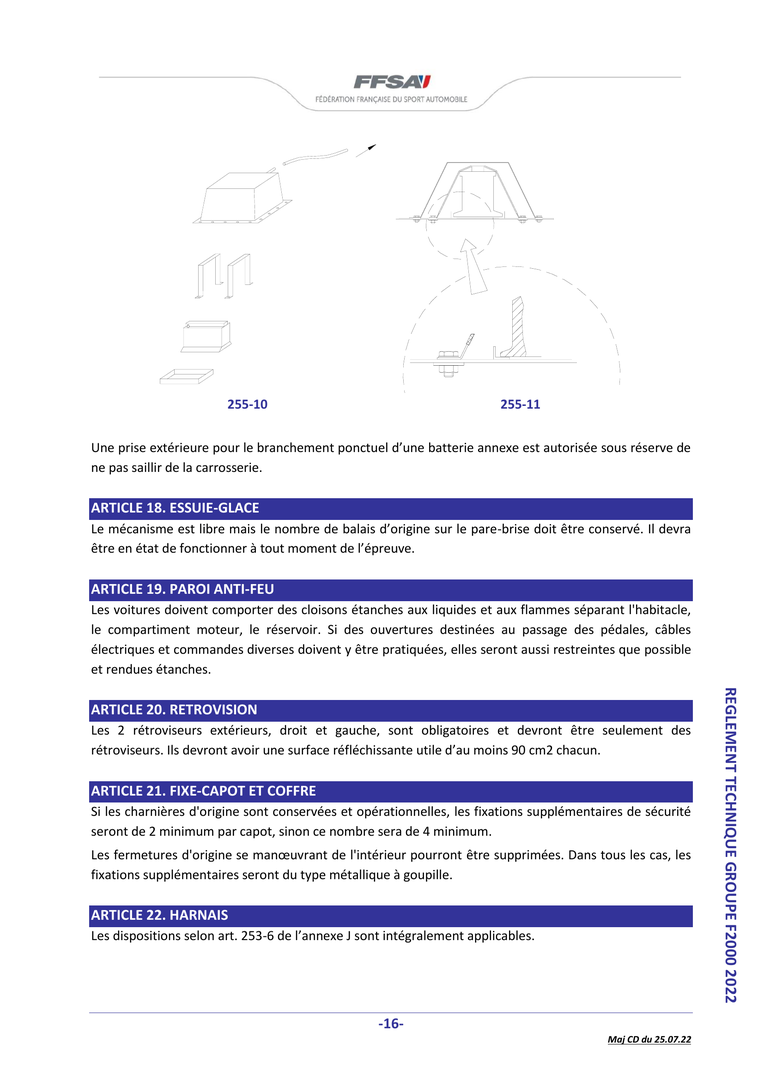 FFSA
FÉDÉRATION FRANÇAISE DU SPORT AUTOMOBILE
255-10
255-11
Une prise extérieure pour le branchement ponctuel d’une batterie annexe est autorisée sous réserve de
ne pas saillir de la carrosserie.
ARTICLE 18. ESSUIE-GLACE
Le mécanisme est libre mais le nombre de balais d’origine sur le pare-brise doit être conservé. Il devra
être en état de fonctionner à tout moment de l’épreuve.
ARTICLE 19. PAROI ANTI-FEU
Les voitures doivent comporter des cloisons étanches aux liquides et aux flammes séparant l'habitacle,
le compartiment moteur, le réservoir. Si des ouvertures destinées au passage des pédales, câbles
électriques et commandes diverses doivent y être pratiquées, elles seront aussi restreintes que possible
et rendues étanches.
ARTICLE 20. RETROVISION
Les 2 rétroviseurs extérieurs, droit et gauche, sont obligatoires et devront être seulement des
rétroviseurs. Ils devront avoir une surface réfléchissante utile d’au moins 90 cm2 chacun.
ARTICLE 21. FIXE-CAPOT ET COFFRE
Si les charnières d'origine sont conservées et opérationnelles, les fixations supplémentaires de sécurité
seront de 2 minimum par capot, sinon ce nombre sera de 4 minimum.
Les fermetures d'origine se manœuvrant de l'intérieur pourront être supprimées. Dans tous les cas, les
fixations supplémentaires seront du type métallique à goupille.
ARTICLE 22. HARNAIS
Les dispositions selon art. 253-6 de l’annexe J sont intégralement applicables.
REGLEMENT TECHNIQUE GROUPE F2000 2022
-16-
Maj CD du 25.07.22